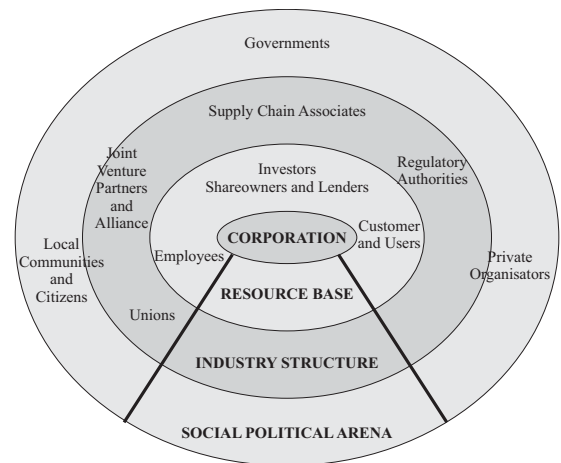 Governments
Supply Chain Associates
Joint
Venture
Partners
and
Alliance
Regulatory
Authorities
Investors
Shareowners and Lenders
Customer
and Users
CORPORATION
Employees
Local
Communities
and
Citizens
Private
Organisators
RESOURCE BASE
Unions
INDUSTRY STRUCTURE
SOCIAL POLITICAL ARENA